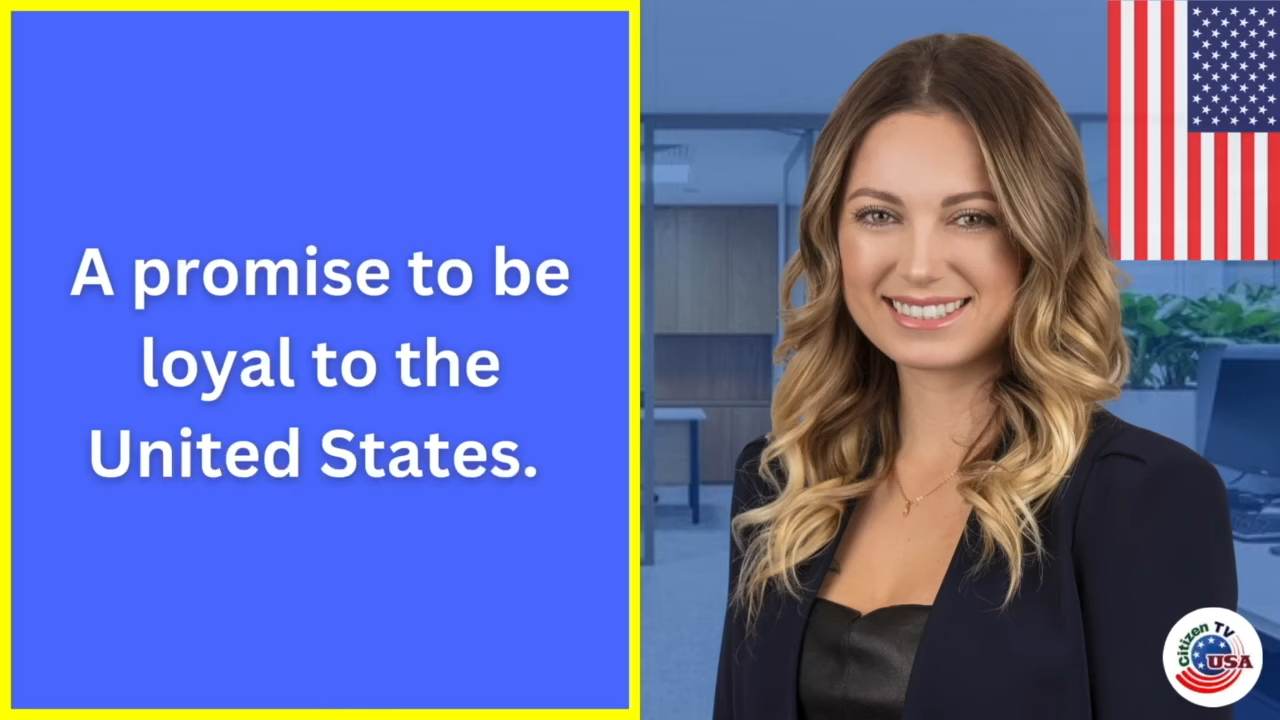 A promise to be
loyal to the
United States.
Citizen TV
USA